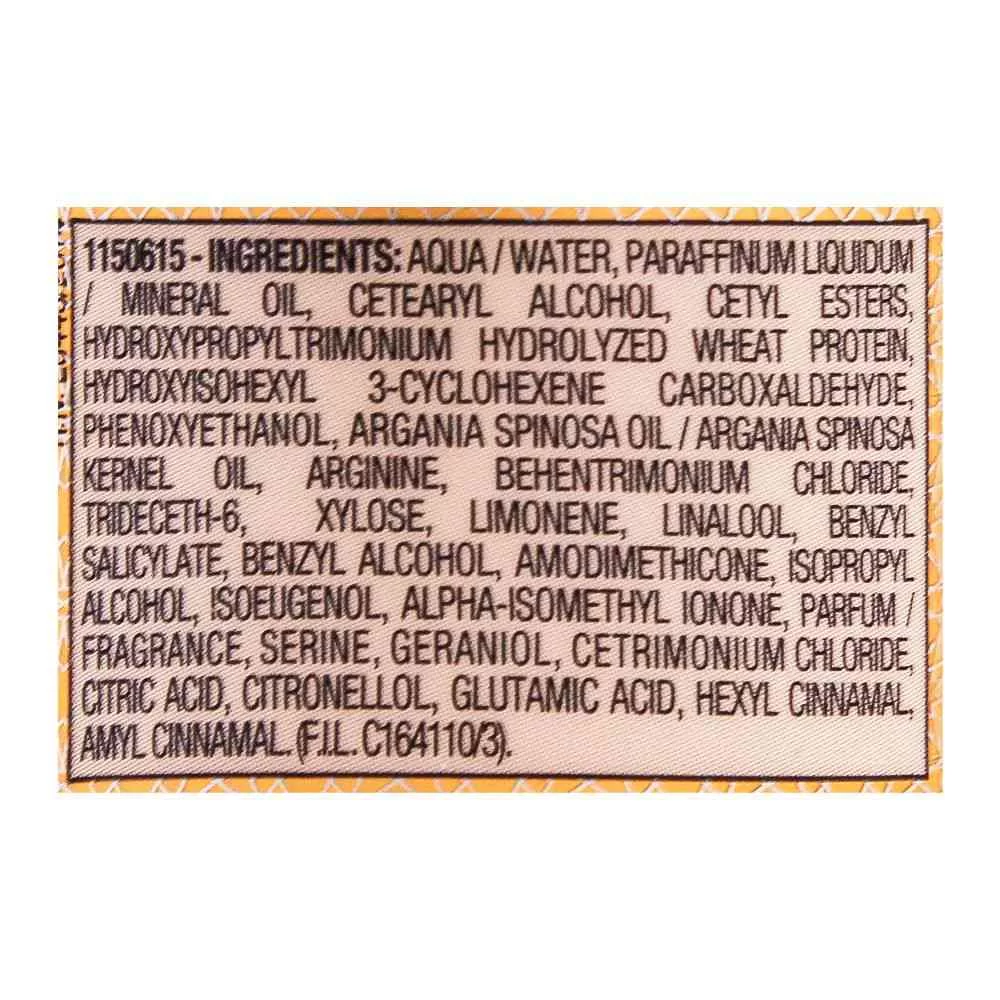 1150615 - INGREDIENTS: AQUA / WATER, PARAFFINUM LIQUIDUM
/ MINERAL OIL, CETEARYL ALCOHOL, CETYL ESTERS,
HYDROXYPROPYLTRIMONIUM HYDROLYZED WHEAT PROTEIN,
HYDROXYISOHEXYL 3-CYCLOHEXENE CARBOXALDEHYDE,
PHENOXYETHANOL, ARGANIA SPINOSA OIL / ARGANIA SPINOSA
KERNEL OIL, ARGININE, BEHENTRIMONIUM CHLORIDE,
TRIDECETH-6, XYLOSE, LIMONENE, LINALOOL, BENZYL
SALICYLATE, BENZYL ALCOHOL, AMODIMETHICONE, ISOPROPYL
ALCOHOL, ISOEUGENOL, ALPHA-ISOMETHYL IONONE, PARFUM /
FRAGRANCE, SERINE, GERANIOL, CETRIMONIUM CHLORIDE,
CITRIC ACID, CITRONELLOL, GLUTAMIC ACID, HEXYL CINNAMAL,
AMYL CINNAMAL. (F.I.L. C164110/3).